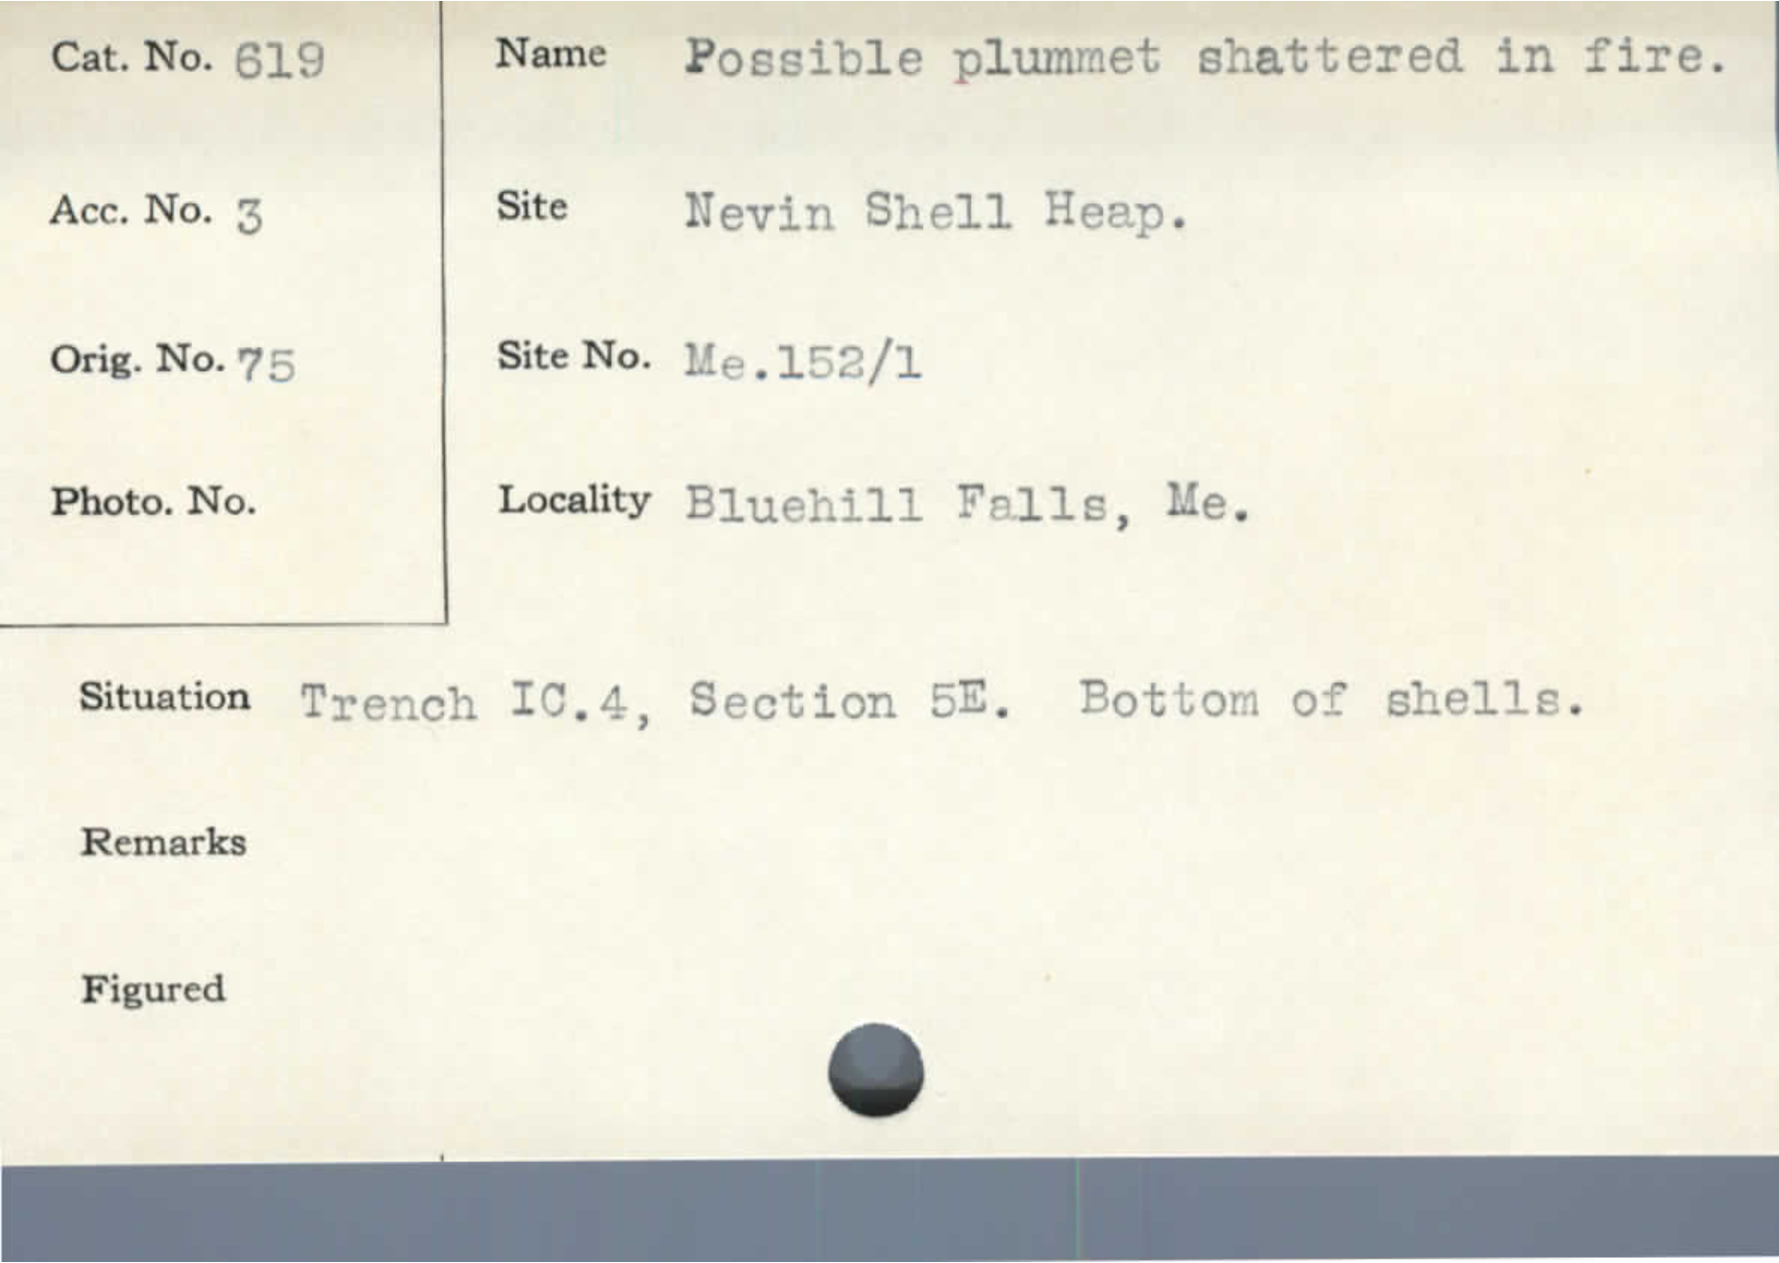 Cat. No. 619
Name Possible plummet shattered in fire.
Acc. No. 3
Site Nevin Shell Heap.
Orig. No. 75
Site No. Me.152/1
Photo. No.
Locality Bluehill Falls, Me.
Situation Trench IC.4, Section 5E. Bottom of shells.
Remarks
Figured